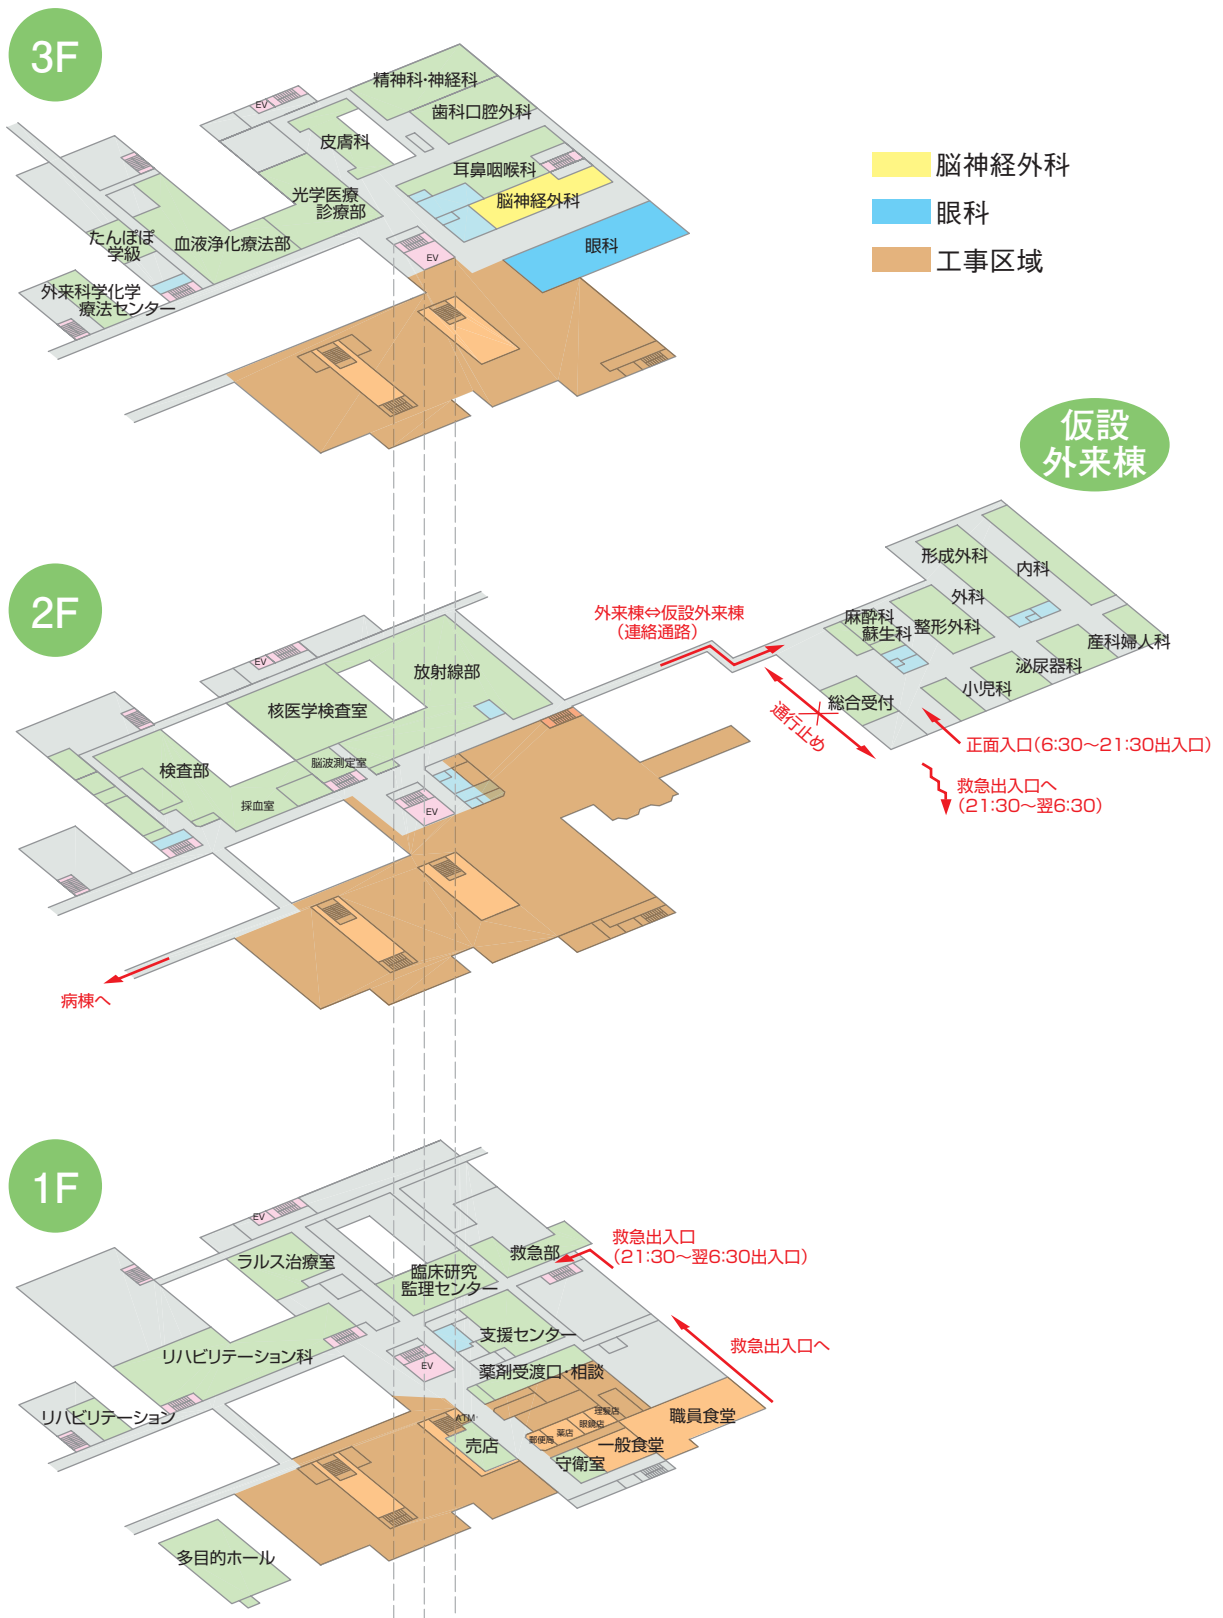 3F
精神科・神経科
歯科口腔外科
EV
皮膚科
耳鼻咽喉科
光学医療
診療部
脳神経外科
たんぽぽ
学級
血液浄化療法部
眼科
EV
外来科学化学
療法センター
脳神経外科
眼科
工事区域
仮設
外来棟
形成外科
内科
外科
麻酔科
蘇生科
整形外科
産科婦人科
泌尿器科
小児科
総合受付
通行止め
正面入口(6:30〜21:30出入口)
救急出入口へ
(21:30〜翌6:30)
2F
外来棟⇔仮設外来棟
(連絡通路)
EV
放射線部
核医学検査室
脳波測定室
検査部
採血室
EV
病棟へ
1F
EV
救急部
救急出入口
(21:30〜翌6:30出入口)
ラルス治療室
臨床研究
監理センター
支援センター
救急出入口へ
リハビリテーション科
EV
薬剤受渡口・相談
リハビリテーション
ATM
理髪店
眼鏡店
薬店
郵便局
職員食堂
売店
一般食堂
守衛室
多目的ホール